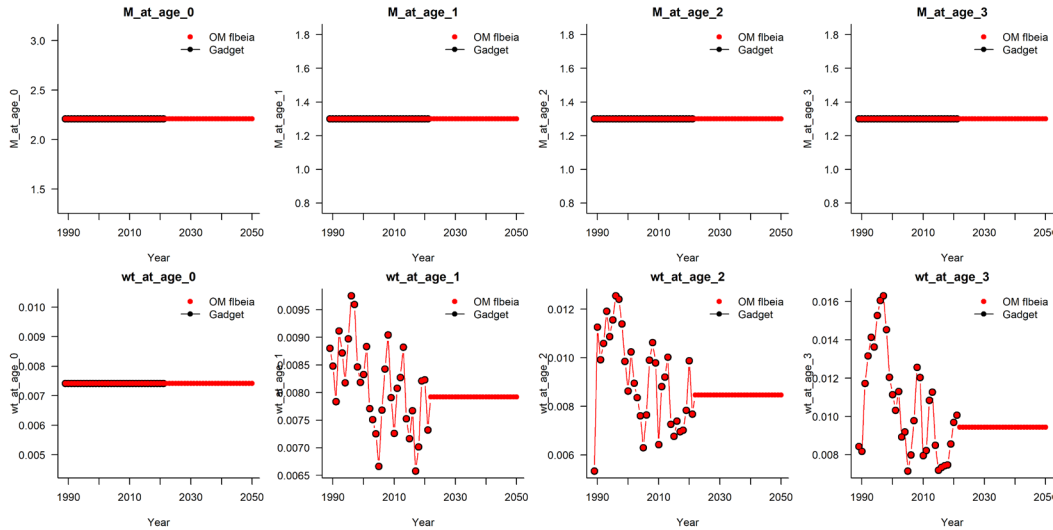 M_at_age_0
M_at_age_0
3.0
2.5
2.0
1.5
OM flbeia
Gadget
1990 2010 2030 2050
Year
M_at_age_1
M_at_age_1
1.8
1.6
1.4
1.2
1.0
0.8
OM flbeia
Gadget
1990 2010 2030 2050
Year
M_at_age_2
M_at_age_2
1.8
1.6
1.4
1.2
1.0
0.8
OM flbeia
Gadget
1990 2010 2030 2050
Year
M_at_age_3
M_at_age_3
1.8
1.6
1.4
1.2
1.0
0.8
OM flbeia
Gadget
1990 2010 2030 2050
Year
wt_at_age_0
wt_at_age_0
0.010
0.009
0.008
0.007
0.006
0.005
OM flbeia
Gadget
1990 2010 2030 2050
Year
wt_at_age_1
wt_at_age_1
0.0095
0.0090
0.0085
0.0080
0.0075
0.0070
0.0065
OM flbeia
Gadget
1990 2010 2030 2050
Year
wt_at_age_2
wt_at_age_2
0.012
0.010
0.008
0.006
OM flbeia
Gadget
1990 2010 2030 2050
Year
wt_at_age_3
wt_at_age_3
0.016
0.014
0.012
0.010
0.008
OM flbeia
Gadget
1990 2010 2030 2050
Year